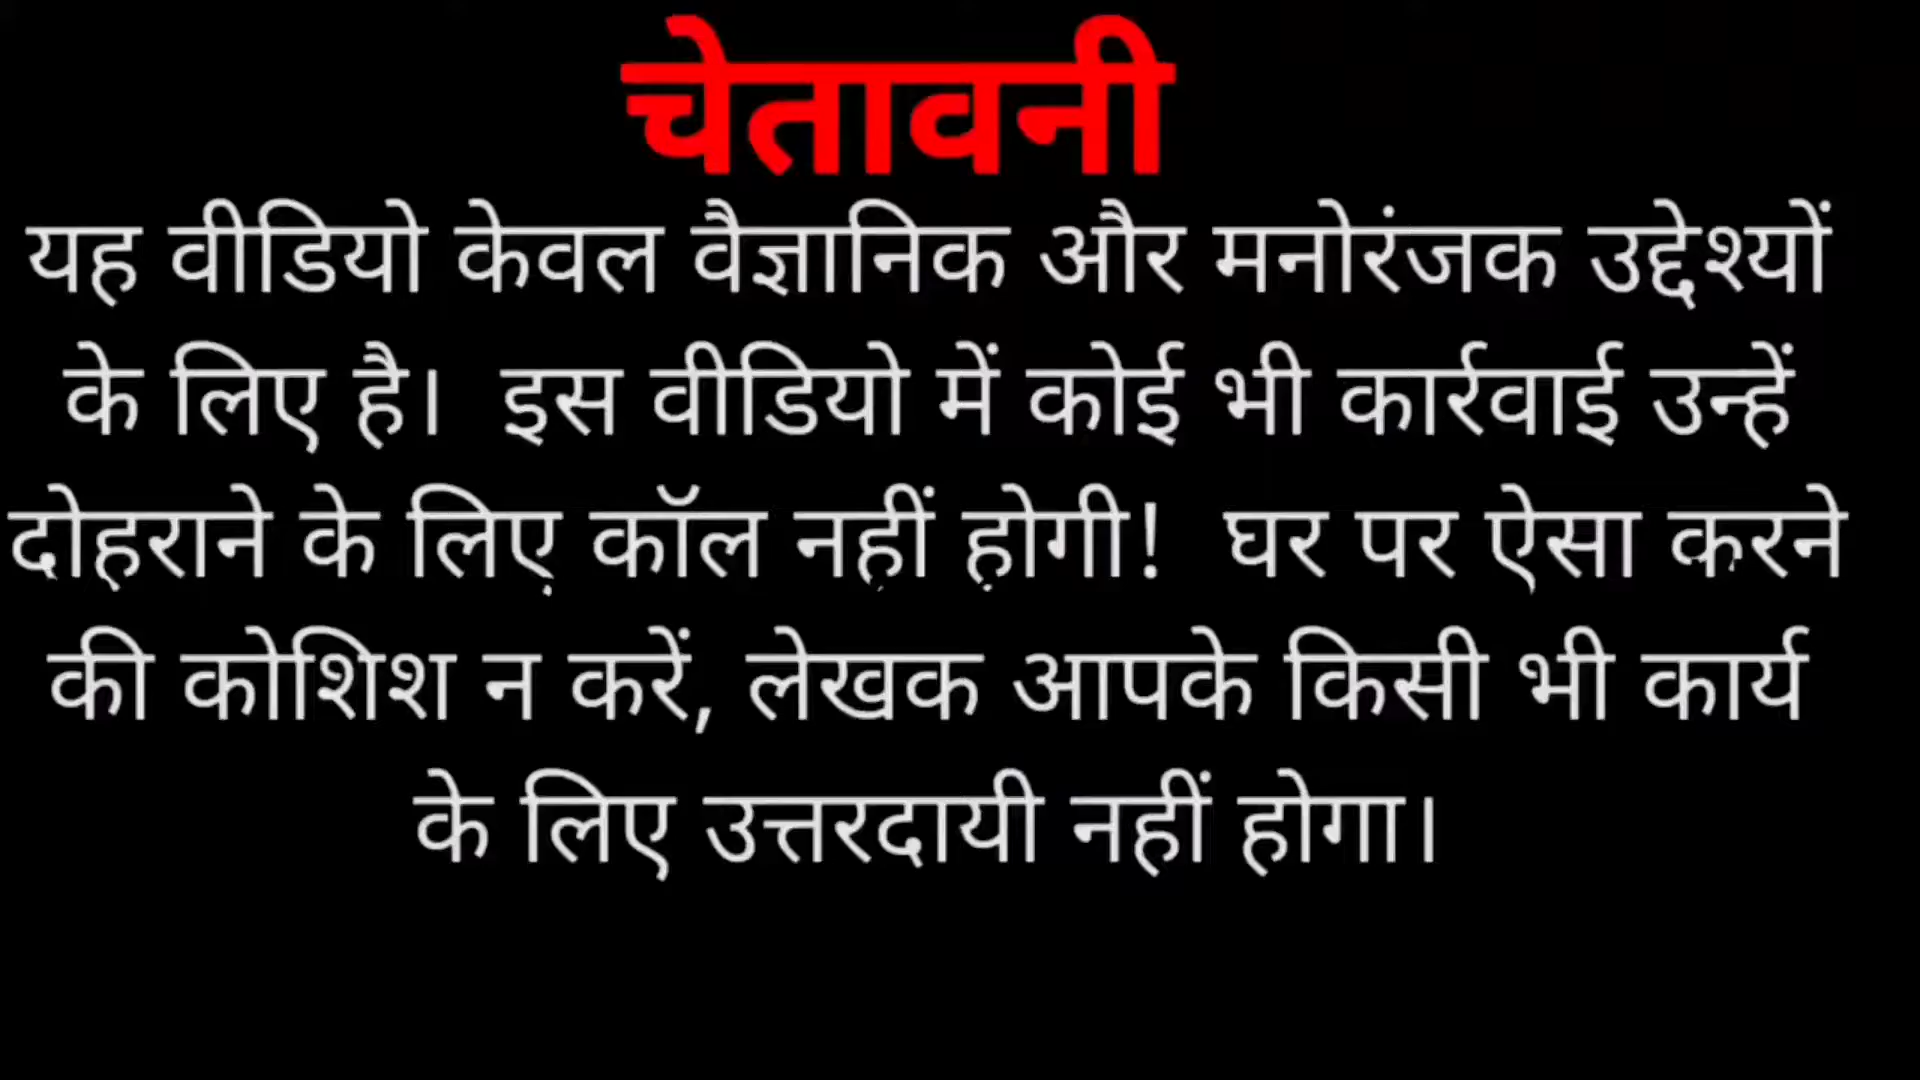 चेतावनी
यह वीडियो केवल वैज्ञानिक और मनोरंजक उद्देश्यों
के लिए है। इस वीडियो में कोई भी कार्रवाई उन्हें
दोहराने के लिए कॉल नहीं होगी! घर पर ऐसा करने
की कोशिश न करें, लेखक आपके किसी भी कार्य
के लिए उत्तरदायी नहीं होगा।